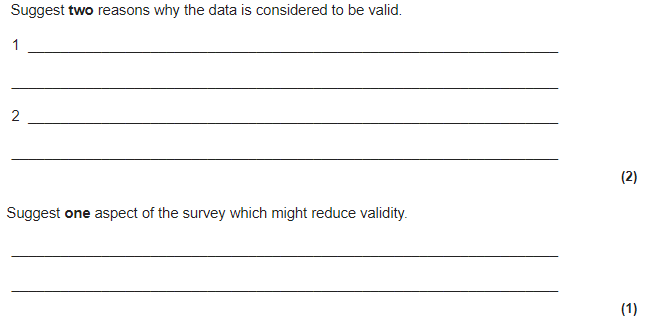 Suggest two reasons why the data is considered to be valid.
1
2
(2)
Suggest one aspect of the survey which might reduce validity.
(1)